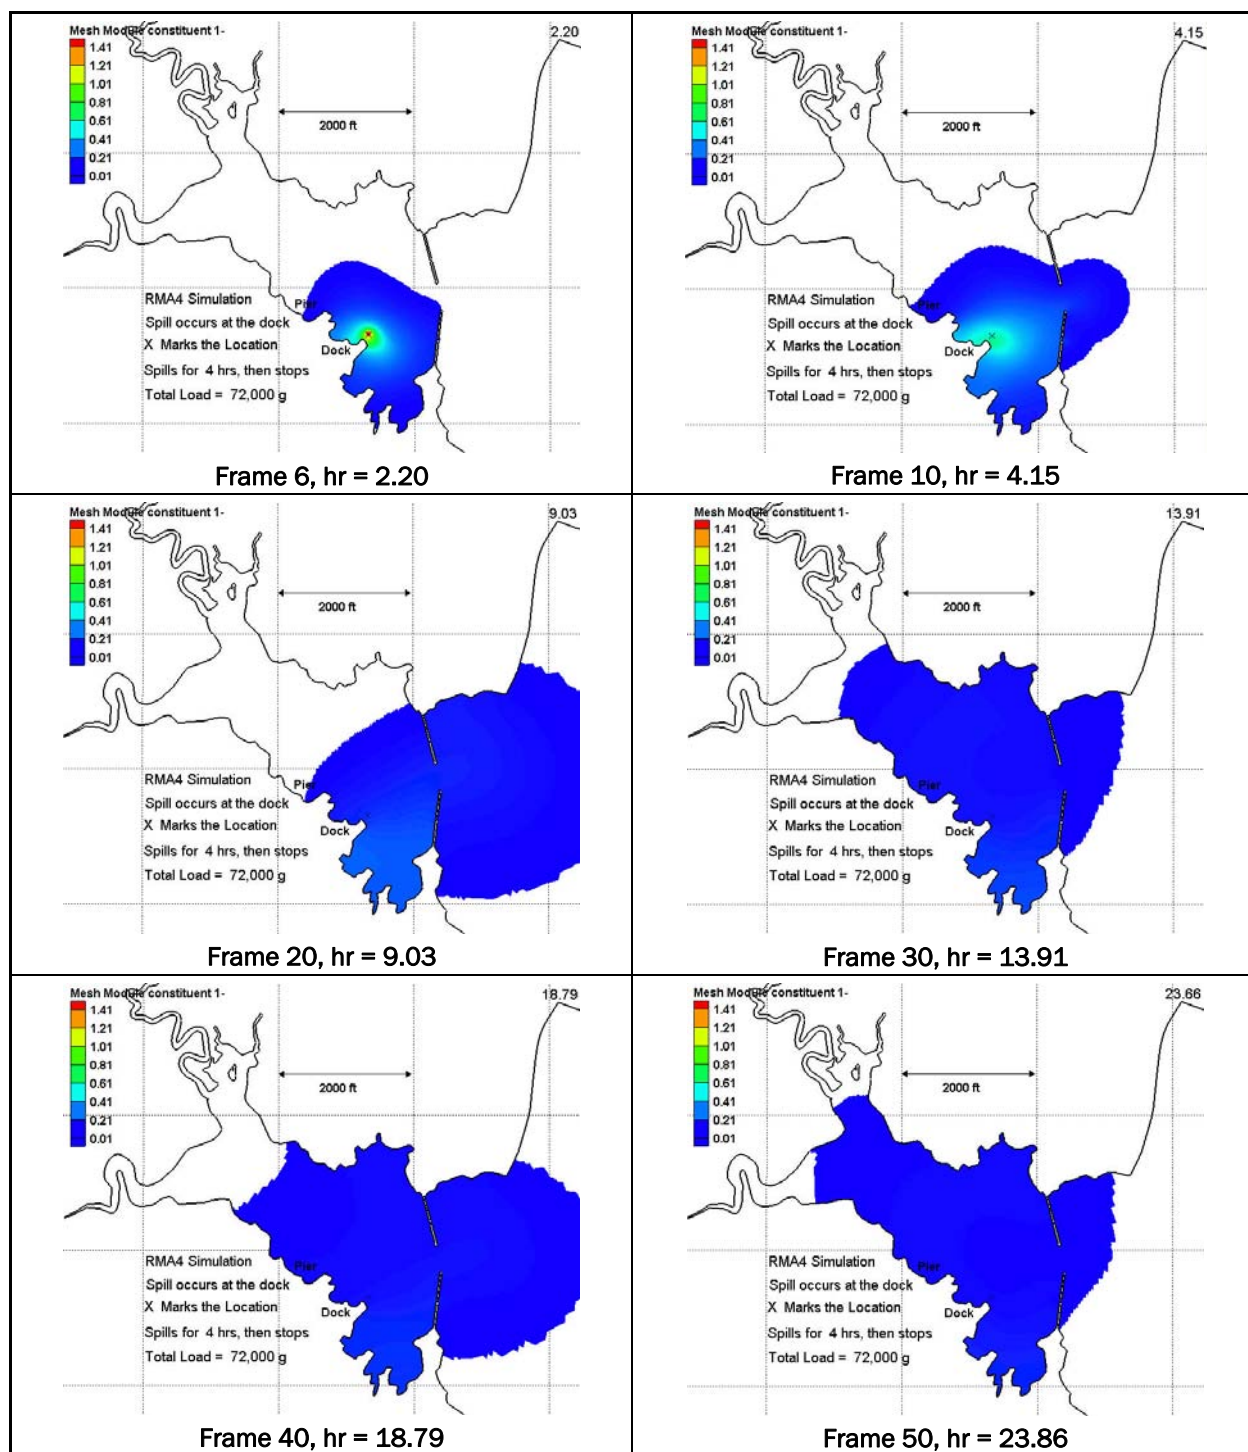 Mesh Module constituent 1-
2.20
1.41
1.21
1.01
0.81
0.61
0.41
0.21
0.01
2000 ft
RMA4 Simulation
Pier
Spill occurs at the dock
X Marks the Location
Dock
Spills for 4 hrs, then stops
Total Load = 72,000 g
Frame 6, hr = 2.20
Mesh Module constituent 1-
4.15
1.41
1.21
1.01
0.81
0.61
0.41
0.21
0.01
2000 ft
RMA4 Simulation
Pier
Spill occurs at the dock
X Marks the Location
Dock
Spills for 4 hrs, then stops
Total Load = 72,000 g
Frame 10, hr = 4.15
Mesh Module constituent 1-
9.03
1.41
1.21
1.01
0.81
0.61
0.41
0.21
0.01
2000 ft
RMA4 Simulation
Pier
Spill occurs at the dock
X Marks the Location
Dock
Spills for 4 hrs, then stops
Total Load = 72,000 g
Frame 20, hr = 9.03
Mesh Module constituent 1-
13.91
1.41
1.21
1.01
0.81
0.61
0.41
0.21
0.01
2000 ft
RMA4 Simulation
Pier
Spill occurs at the dock
X Marks the Location
Dock
Spills for 4 hrs, then stops
Total Load = 72,000 g
Frame 30, hr = 13.91
Mesh Module constituent 1-
18.79
1.41
1.21
1.01
0.81
0.61
0.41
0.21
0.01
2000 ft
RMA4 Simulation
Pier
Spill occurs at the dock
X Marks the Location
Dock
Spills for 4 hrs, then stops
Total Load = 72,000 g
Frame 40, hr = 18.79
Mesh Module constituent 1-
23.66
1.41
1.21
1.01
0.81
0.61
0.41
0.21
0.01
2000 ft
RMA4 Simulation
Pier
Spill occurs at the dock
X Marks the Location
Dock
Spills for 4 hrs, then stops
Total Load = 72,000 g
Frame 50, hr = 23.86